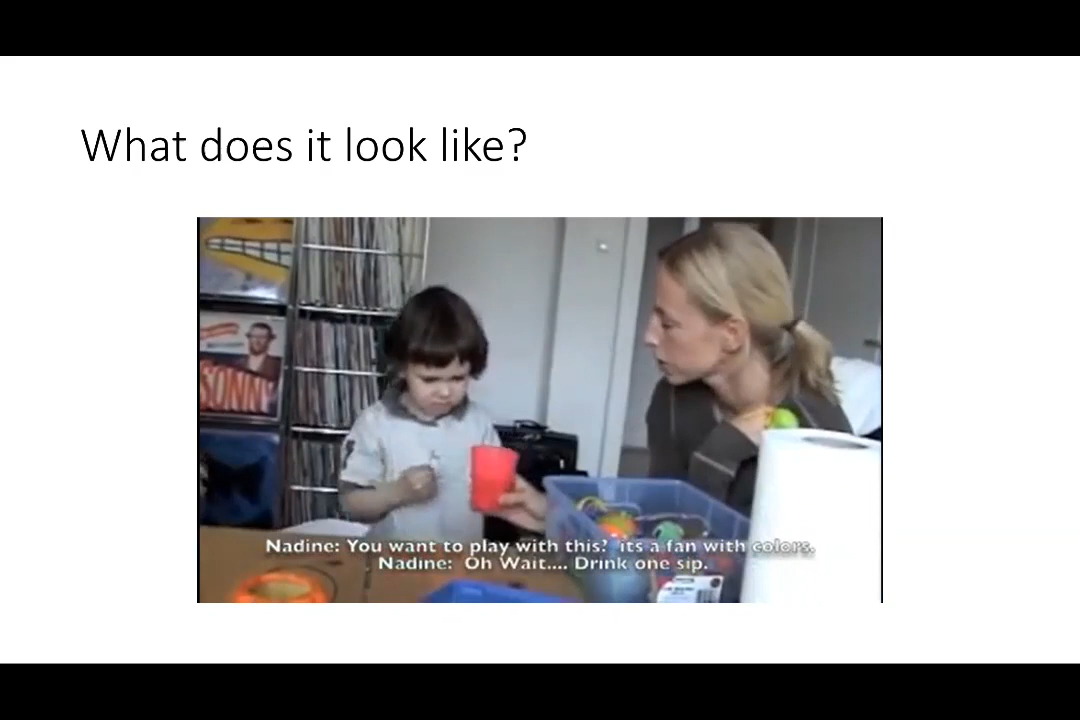 What does it look like?
SONNY
Nadine: You want to play with this? its a fan with colors.
Nadine: Oh Wait.... Drink one sip.